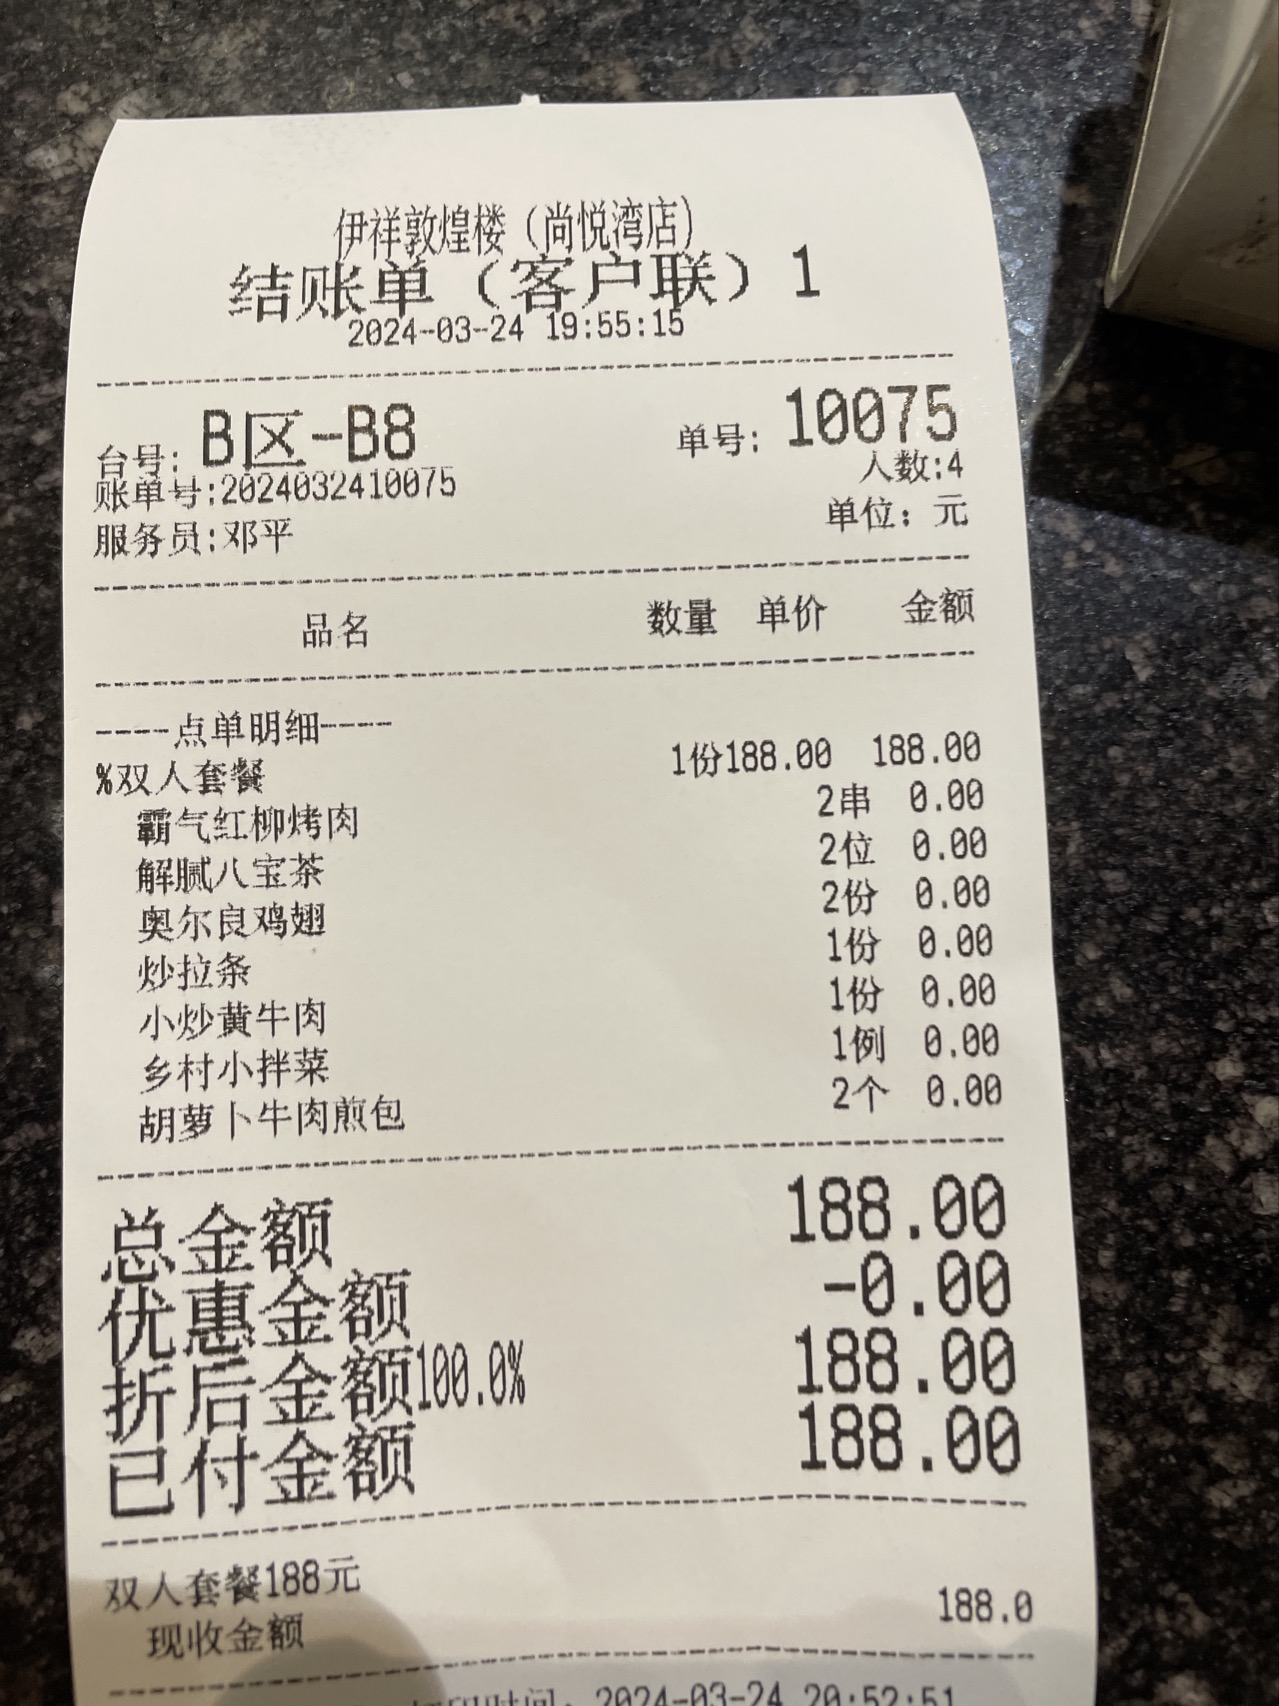 伊祥敦煌楼（尚悦湾店）
结账单（客户联）1
2024-03-24 19:55:15
台号: B区-B8 单号: 10075
账单号:2024032410075 人数:4
服务员:邓平 单位：元
品名 数量 单价 金额
----点单明细----
%双人套餐 1份188.00 188.00
霸气红柳烤肉 2串 0.00
解腻八宝茶 2位 0.00
奥尔良鸡翅 2份 0.00
炒拉条 1份 0.00
小炒黄牛肉 1份 0.00
乡村小拌菜 1例 0.00
胡萝卜牛肉煎包 2个 0.00
总金额 188.00
优惠金额 -0.00
折后金额100.0% 188.00
已付金额 188.00
双人套餐188元 188.0
现收金额
时间: 2024-03-24 20:52:51